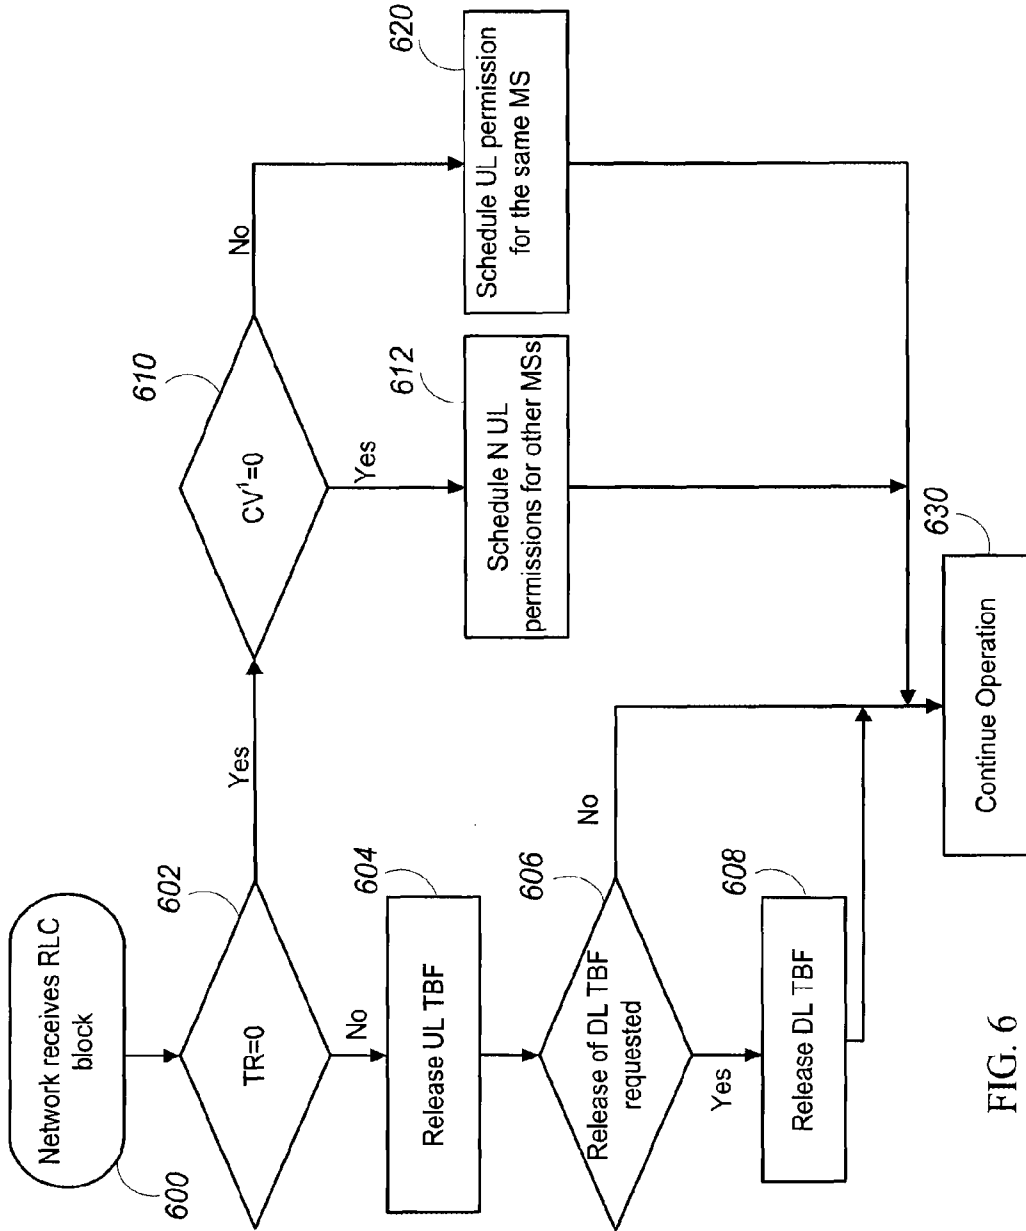 Network receives RLC
block
600
TR=0
602
Yes
No
Release UL TBF
604
Release of DL TBF
requested
606
No
Yes
Release DL TBF
608
CV¹=0
610
No
Yes
Schedule N UL
permissions for other MSs
612
Schedule UL permission
for the same MS
620
Continue Operation
630
FIG. 6